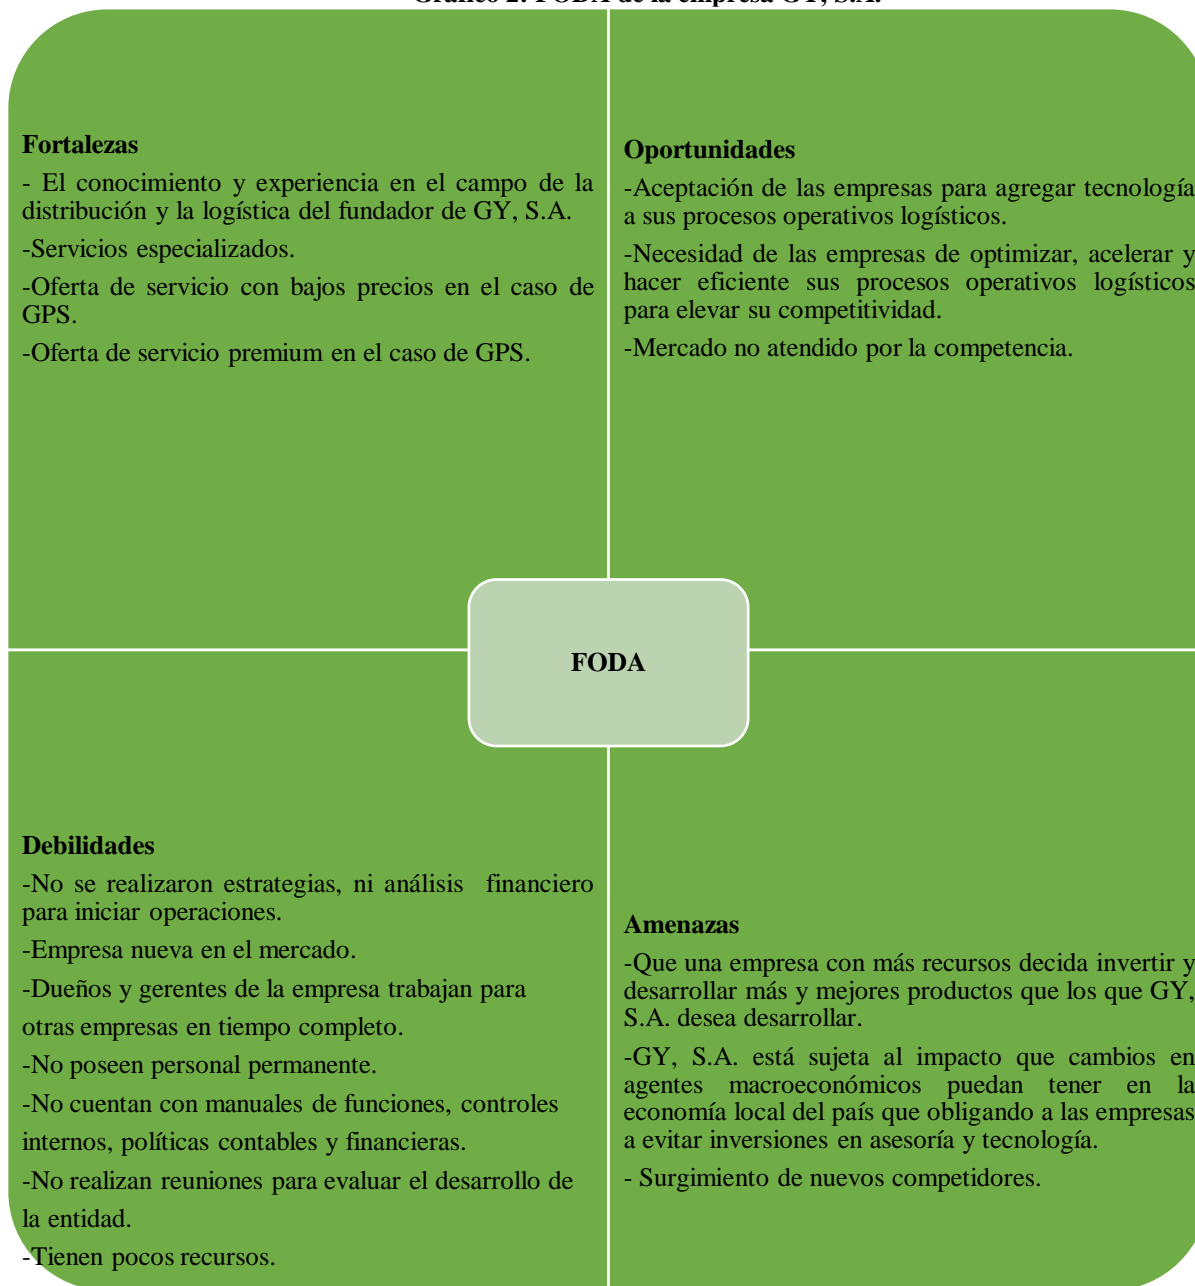 Gráfico 2: FODA de la empresa GY, S.A.
Fortalezas
- El conocimiento y experiencia en el campo de la
distribución y la logística del fundador de GY, S.A.
-Servicios especializados.
-Oferta de servicio con bajos precios en el caso de
GPS.
-Oferta de servicio premium en el caso de GPS.
Oportunidades
-Aceptación de las empresas para agregar tecnología
a sus procesos operativos logísticos.
-Necesidad de las empresas de optimizar, acelerar y
hacer eficiente sus procesos operativos logísticos
para elevar su competitividad.
-Mercado no atendido por la competencia.
FODA
Debilidades
-No se realizaron estrategias, ni análisis financiero
para iniciar operaciones.
-Empresa nueva en el mercado.
-Dueños y gerentes de la empresa trabajan para
otras empresas en tiempo completo.
-No poseen personal permanente.
-No cuentan con manuales de funciones, controles
internos, políticas contables y financieras.
-No realizan reuniones para evaluar el desarrollo de
la entidad.
-Tienen pocos recursos.
Amenazas
-Que una empresa con más recursos decida invertir y
desarrollar más y mejores productos que los que GY,
S.A. desea desarrollar.
-GY, S.A. está sujeta al impacto que cambios en
agentes macroeconómicos puedan tener en la
economía local del país que obligando a las empresas
a evitar inversiones en asesoría y tecnología.
- Surgimiento de nuevos competidores.